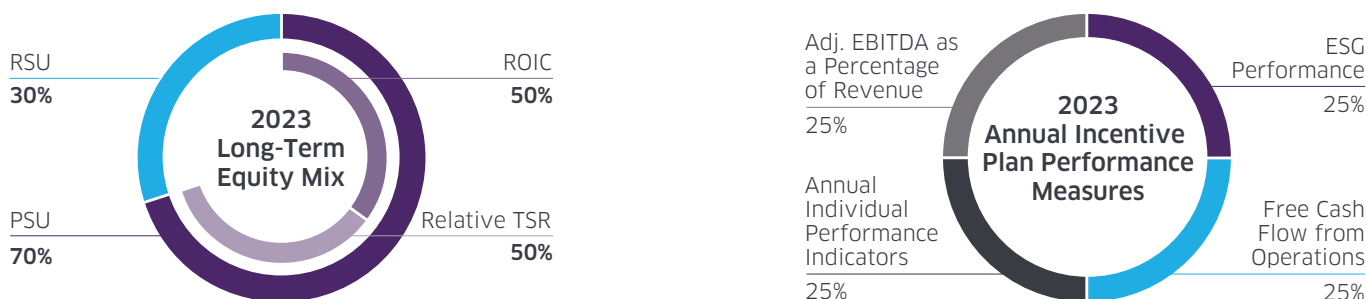 RSU
30%
PSU
70%
2023
Long-Term
Equity Mix
ROIC
50%
Relative TSR
50%
Adj. EBITDA as
a Percentage
of Revenue
25%
Annual
Individual
Performance
Indicators
25%
2023
Annual Incentive
Plan Performance
Measures
ESG
Performance
25%
Free Cash
Flow from
Operations
25%